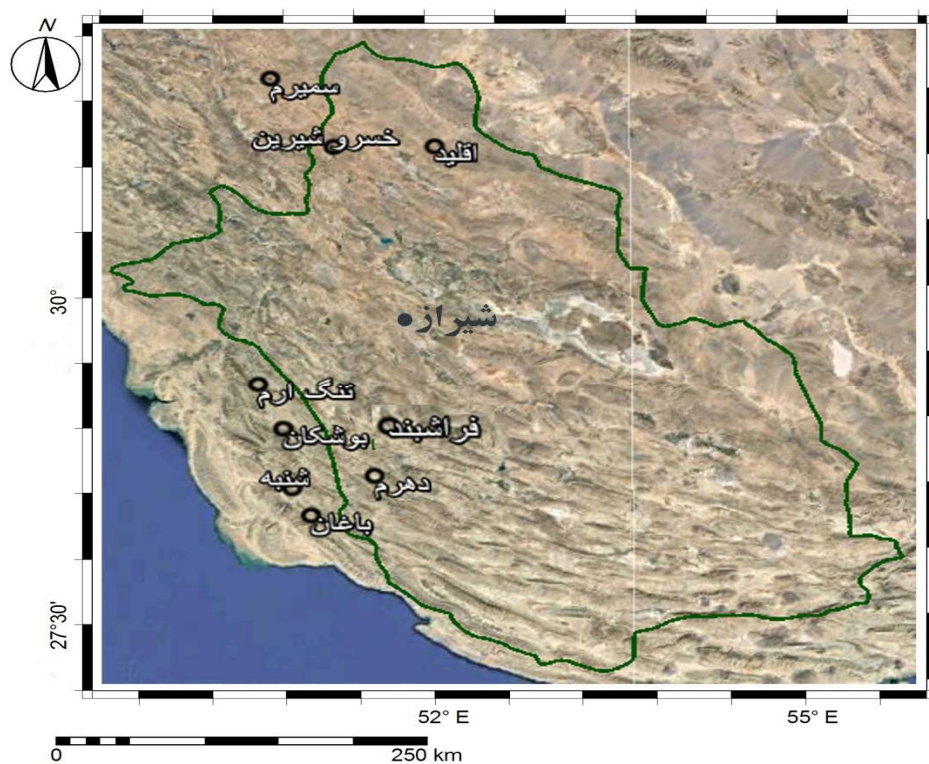 N
سمیرم
خسرو شیرین
اقلید
30°
شیراز
تنگ ارم
فراشبند
بوشکان
شنبه
دهرم
باغان
27°30'
52° E
55° E
0
250 km